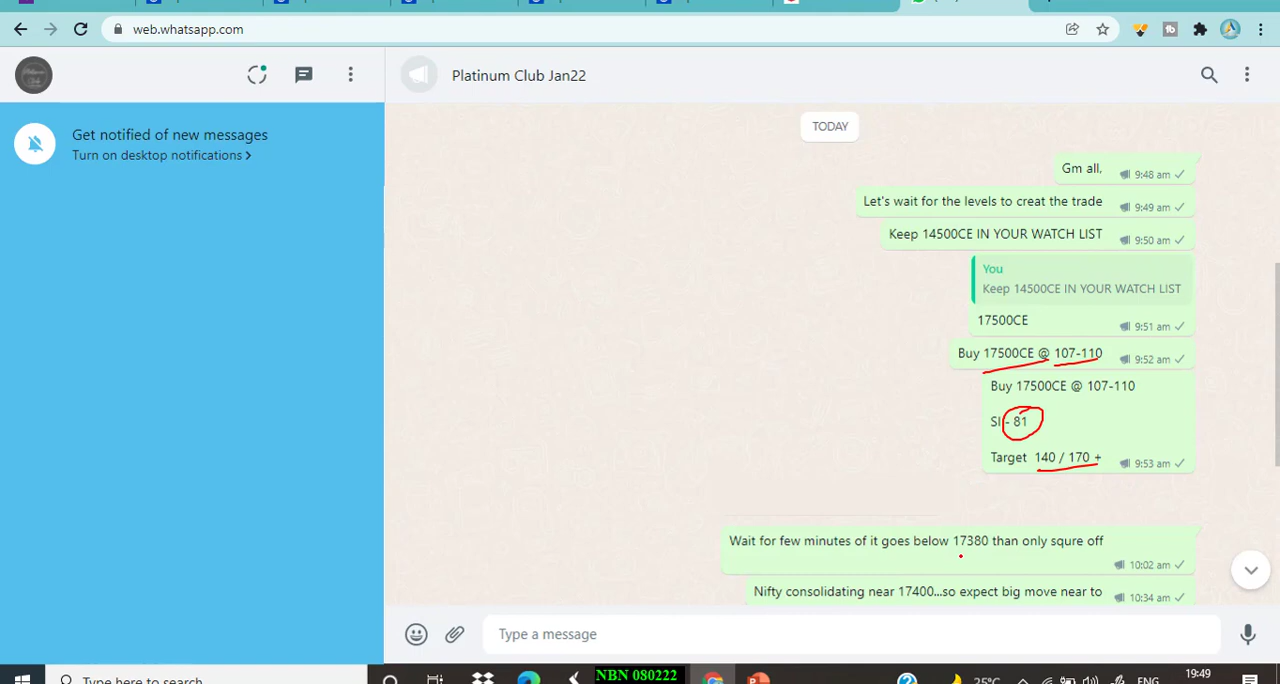 web.whatsapp.com
Platinum Club Jan22
Get notified of new messages
Turn on desktop notifications >
TODAY
Gm all,
9:48 am
Let's wait for the levels to creat the trade
9:49 am
Keep 14500CE IN YOUR WATCH LIST
9:50 am
You
Keep 14500CE IN YOUR WATCH LIST
17500CE
9:51 am
Buy 17500CE @ 107-110
9:52 am
Buy 17500CE @ 107-110
Sl - 81
Target 140 / 170 +
9:53 am
Wait for few minutes of it goes below 17380 than only squre off
10:02 am
Nifty consolidating near 17400...so expect big move near to
10:34 am
Type a message
Type here to search
NBN 080222
25°C
ENG
19:49